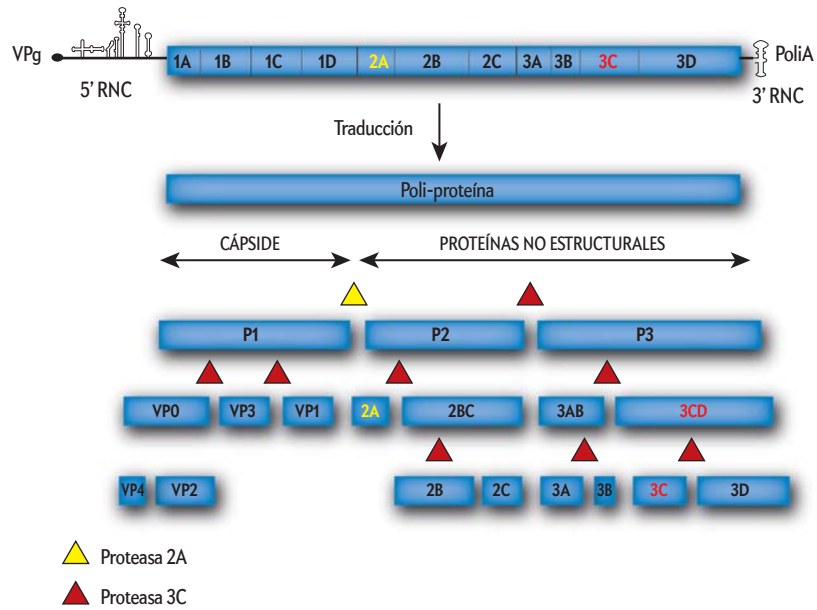 VPg
1A 1B 1C 1D 2A 2B 2C 3A 3B 3C 3D
PoliA
5' RNC
3' RNC
Traducción
Poli-proteína
CÁPSIDE
PROTEÍNAS NO ESTRUCTURALES
P1 P2 P3
VP0 VP3 VP1 2A 2BC 3AB 3CD
VP4 VP2 2B 2C 3A 3B 3C 3D
Proteasa 2A
Proteasa 3C